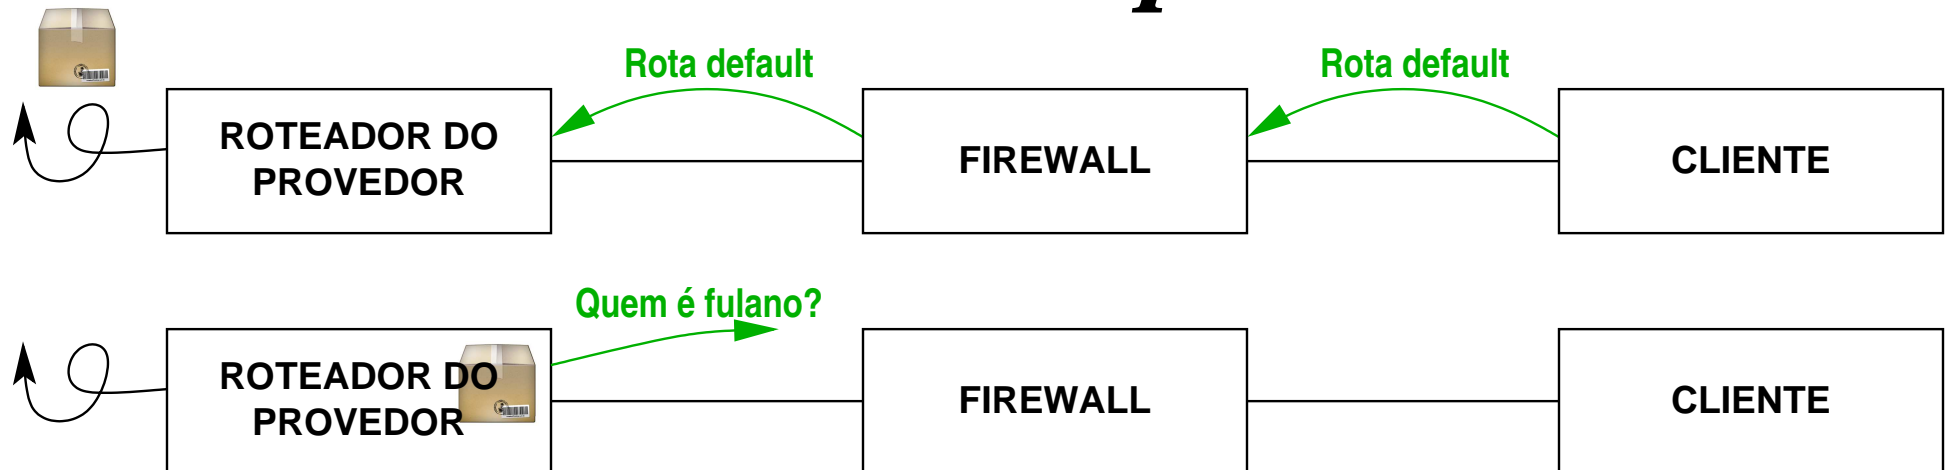 Rota default
Rota default
ROTEADOR DO
PROVEDOR
FIREWALL
CLIENTE
Quem é fulano?
ROTEADOR DO
PROVEDOR
FIREWALL
CLIENTE